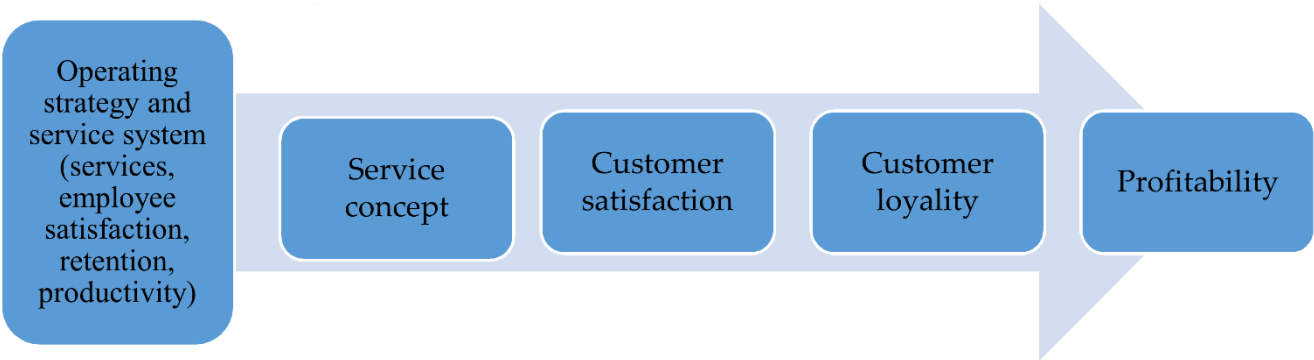 Operating
strategy and
service system
(services,
employee
satisfaction,
retention,
productivity)
Service
concept
Customer
satisfaction
Customer
loyality
Profitability